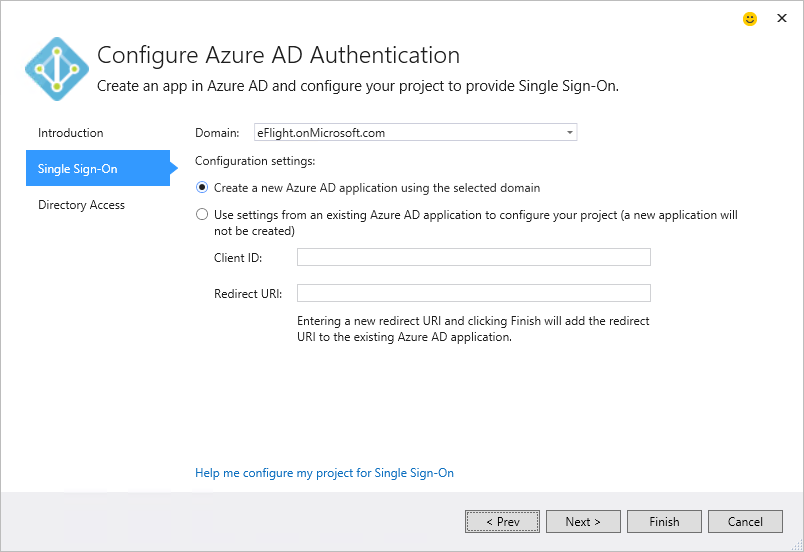 Configure Azure AD Authentication
Create an app in Azure AD and configure your project to provide Single Sign-On.
Introduction
Single Sign-On
Directory Access
Domain: eFlight.onMicrosoft.com
Configuration settings:
Create a new Azure AD application using the selected domain
Use settings from an existing Azure AD application to configure your project (a new application will
not be created)
Client ID:
Redirect URI:
Entering a new redirect URI and clicking Finish will add the redirect
URI to the existing Azure AD application.
Help me configure my project for Single Sign-On
< Prev Next > Finish Cancel